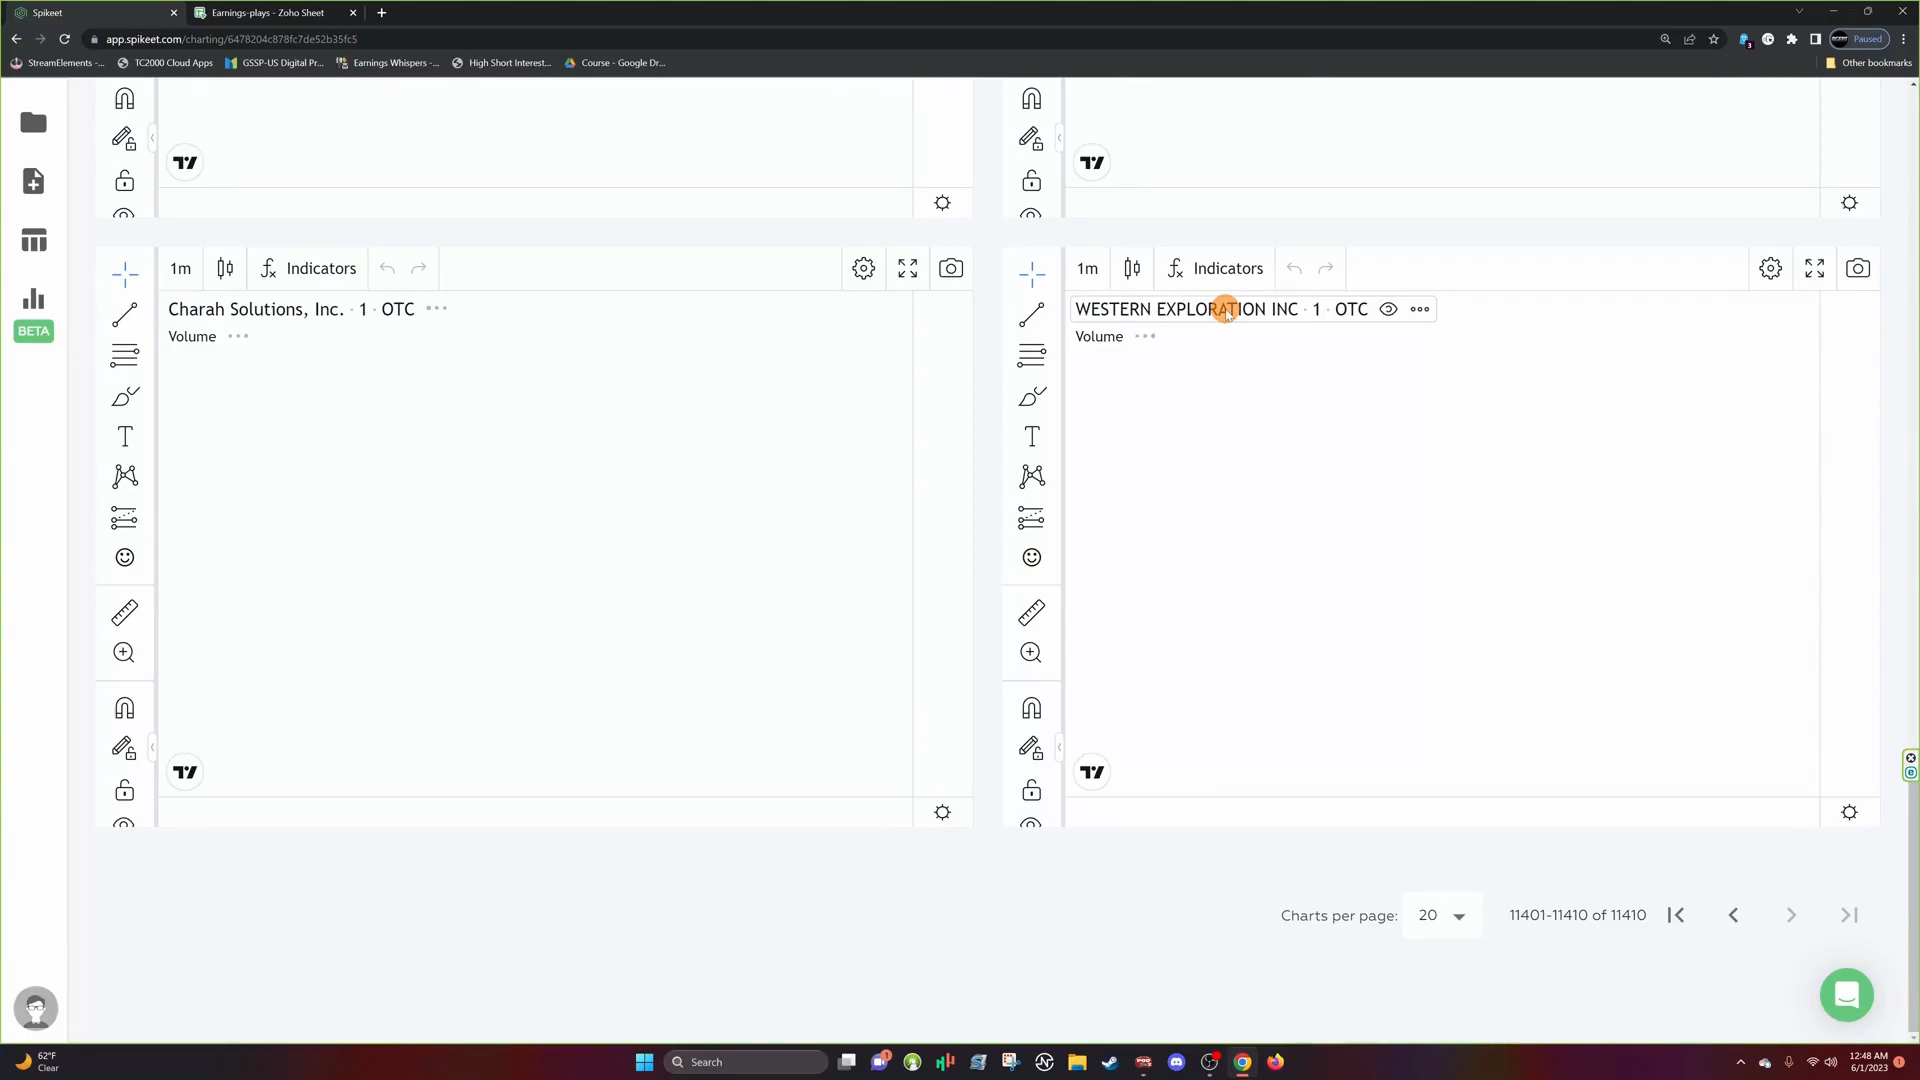 Spikeet
Earnings-plays - Zoho Sheet
app.spikeet.com/charting/6478204c878fc7de52b35fc5
3
Paused
StreamElements -...
TC2000 Cloud Apps
GSSP-US Digital Pr...
Earnings Whispers -...
High Short Interest...
Course - Google Dr...
Other bookmarks
BETA
1m
Indicators
1m
Indicators
Charah Solutions, Inc. · 1 · OTC
WESTERN EXPLORATION INC · 1 · OTC
Volume
Volume
Charts per page:
20
11401-11410 of 11410
62°F
Clear
Search
1
12:48 AM
6/1/2023
1